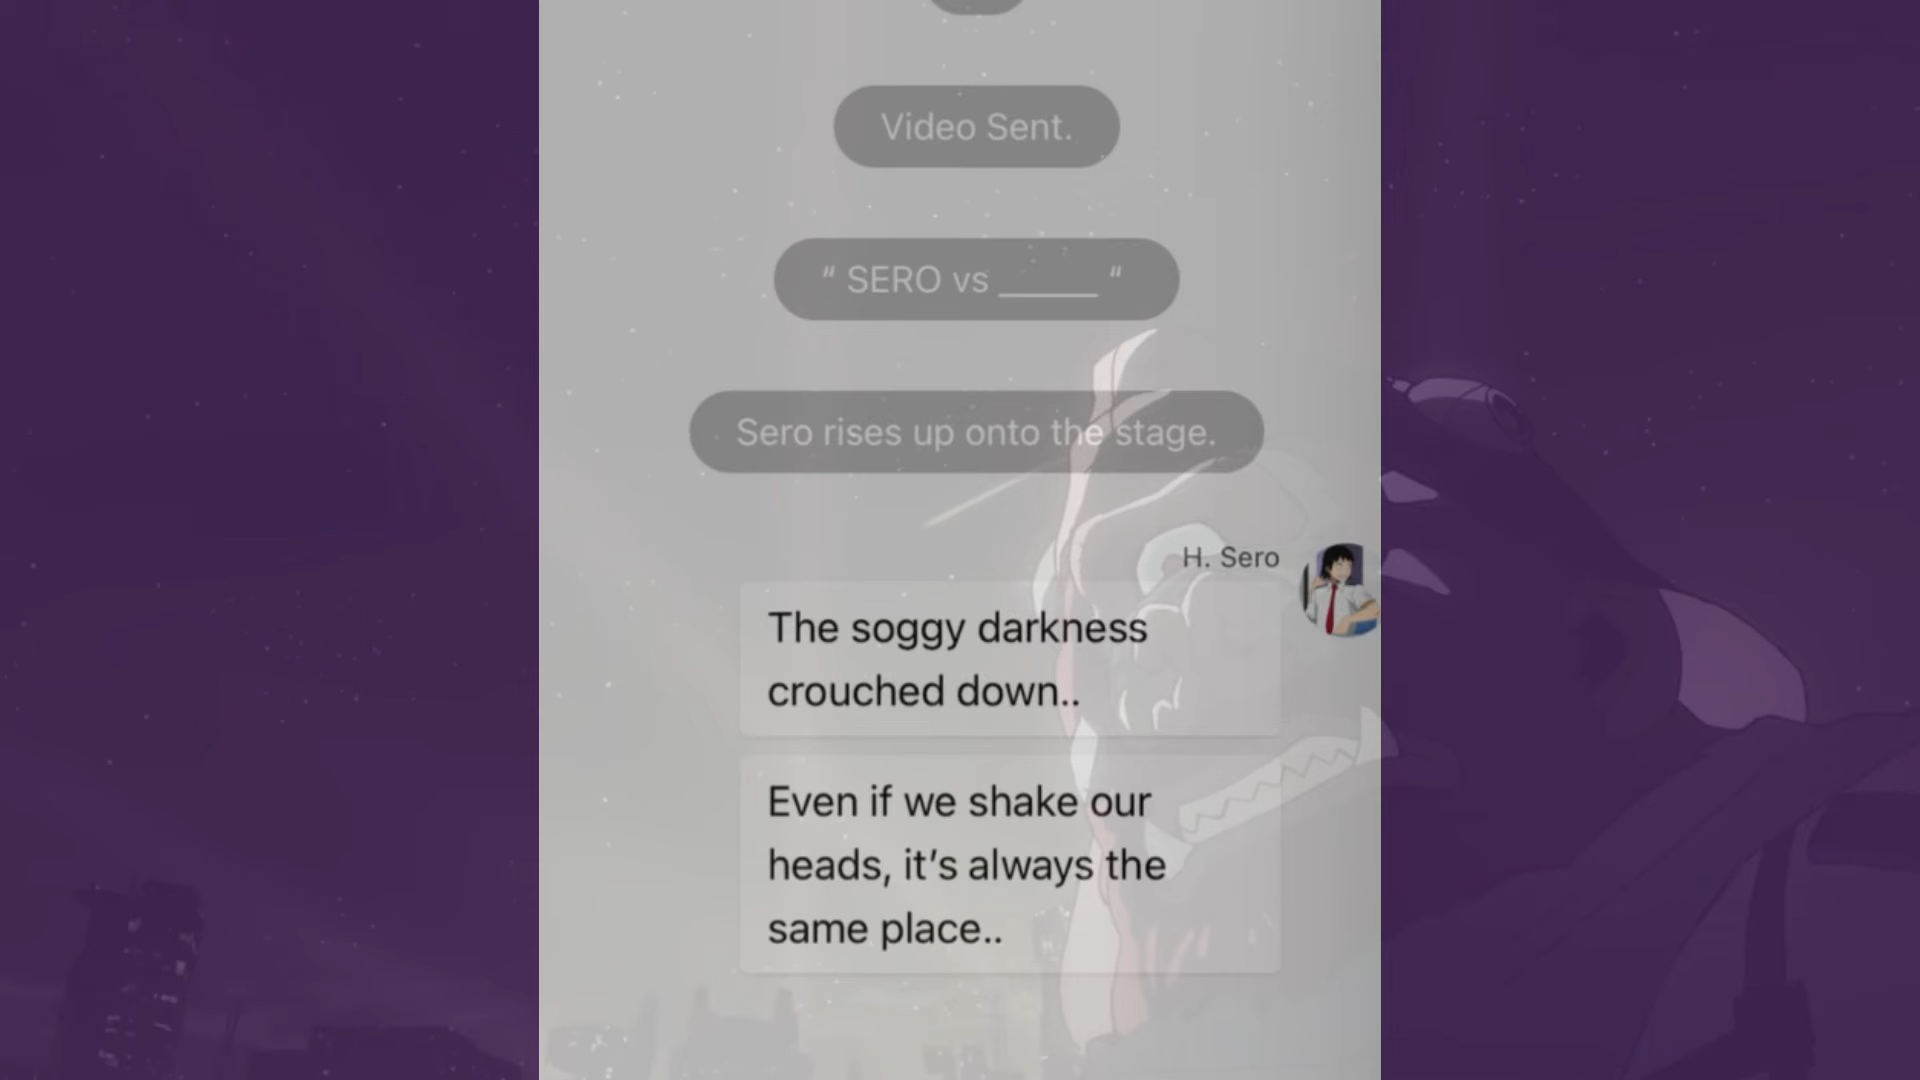 Video Sent.
“ SERO vs ______ “
Sero rises up onto the stage.
H. Sero
The soggy darkness
crouched down..
Even if we shake our
heads, it’s always the
same place..